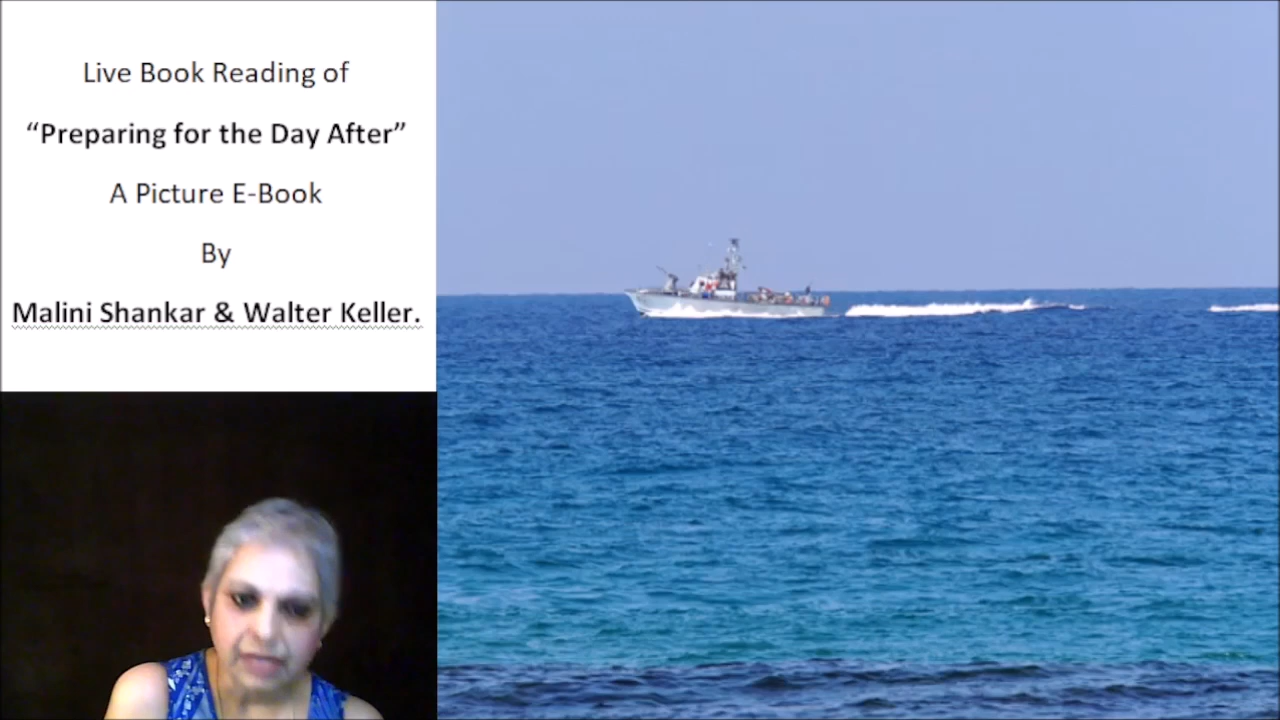 Live Book Reading of
“Preparing for the Day After”
A Picture E-Book
By
Malini Shankar & Walter Keller.